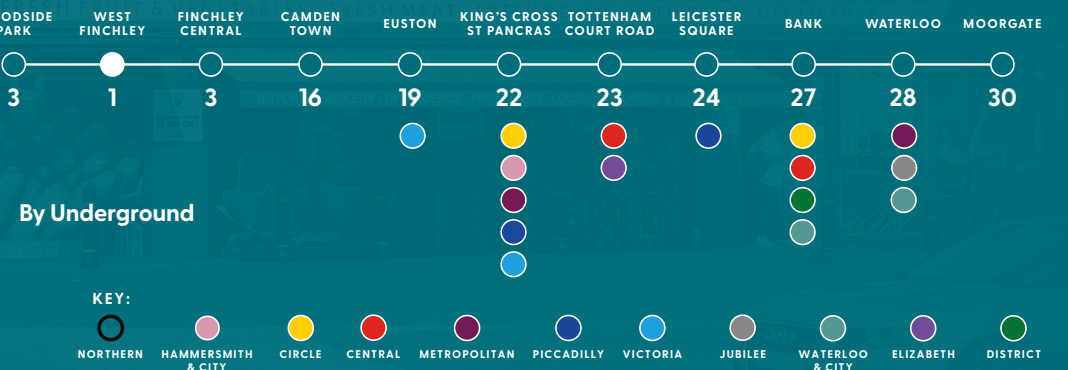 ODSIDE
PARK
WEST
FINCHLEY
FINCHLEY
CENTRAL
CAMDEN
TOWN
EUSTON
KING'S CROSS
ST PANCRAS
TOTTENHAM
COURT ROAD
LEICESTER
SQUARE
BANK
WATERLOO
MOORGATE
3 1 3 16 19 22 23 24 27 28 30
By Underground
KEY:
NORTHERN
HAMMERSMITH
& CITY
CIRCLE
CENTRAL
METROPOLITAN
PICCADILLY
VICTORIA
JUBILEE
WATERLOO
& CITY
ELIZABETH
DISTRICT